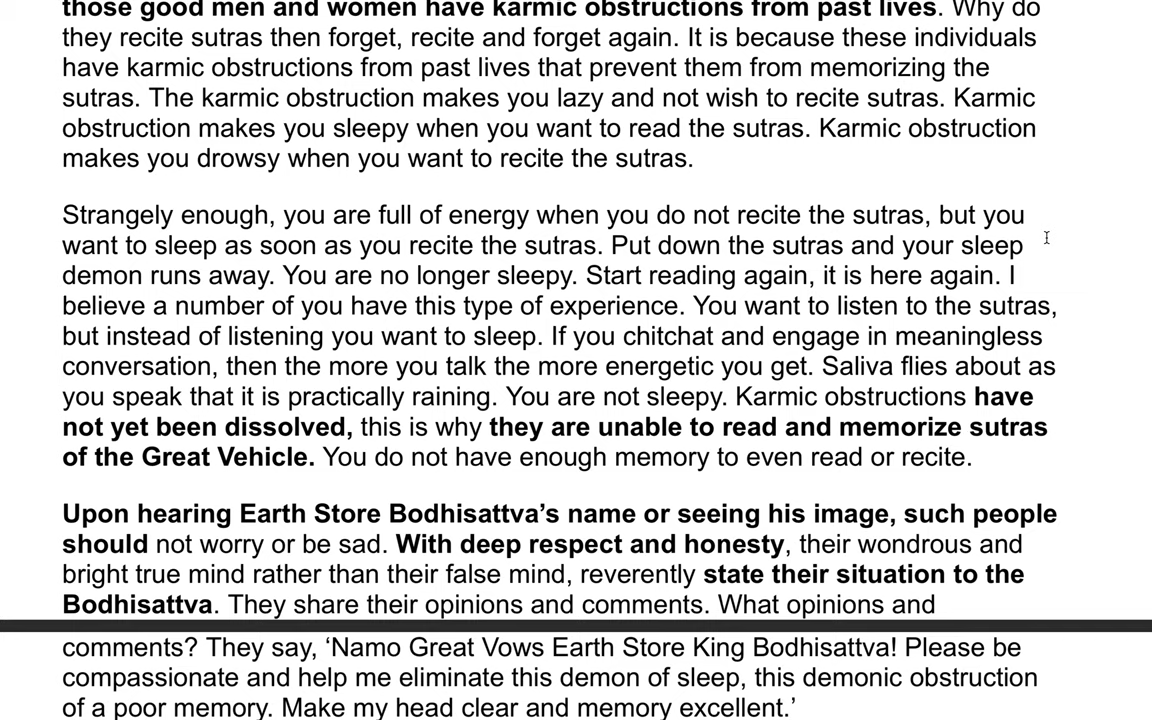 those good men and women have karmic obstructions from past lives. Why do
they recite sutras then forget, recite and forget again. It is because these individuals
have karmic obstructions from past lives that prevent them from memorizing the
sutras. The karmic obstruction makes you lazy and not wish to recite sutras. Karmic
obstruction makes you sleepy when you want to read the sutras. Karmic obstruction
makes you drowsy when you want to recite the sutras.
Strangely enough, you are full of energy when you do not recite the sutras, but you
want to sleep as soon as you recite the sutras. Put down the sutras and your sleep
demon runs away. You are no longer sleepy. Start reading again, it is here again. I
believe a number of you have this type of experience. You want to listen to the sutras,
but instead of listening you want to sleep. If you chitchat and engage in meaningless
conversation, then the more you talk the more energetic you get. Saliva flies about as
you speak that it is practically raining. You are not sleepy. Karmic obstructions have
not yet been dissolved, this is why they are unable to read and memorize sutras
of the Great Vehicle. You do not have enough memory to even read or recite.
Upon hearing Earth Store Bodhisattva’s name or seeing his image, such people
should not worry or be sad. With deep respect and honesty, their wondrous and
bright true mind rather than their false mind, reverently state their situation to the
Bodhisattva. They share their opinions and comments. What opinions and
comments? They say, ‘Namo Great Vows Earth Store King Bodhisattva! Please be
compassionate and help me eliminate this demon of sleep, this demonic obstruction
of a poor memory. Make my head clear and memory excellent.’